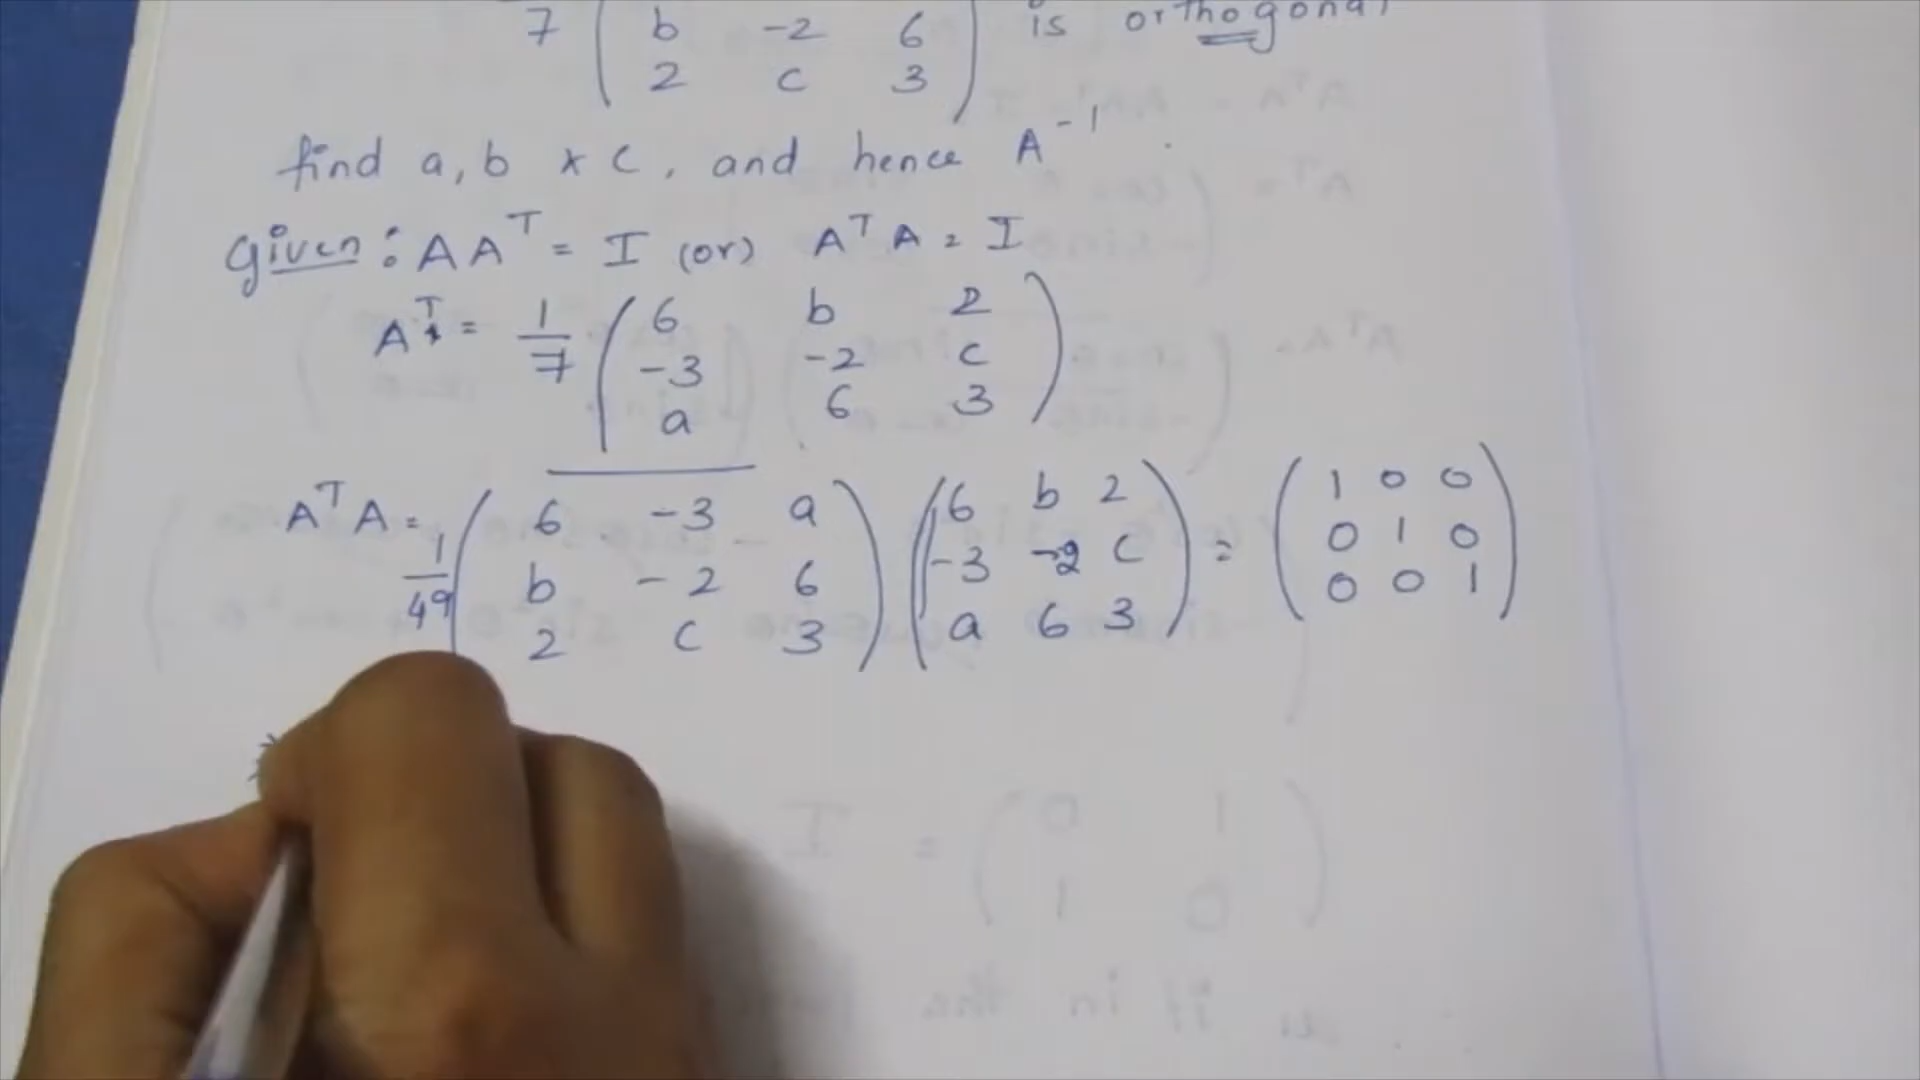 7 b -2 6 is orthogonal
2 c 3
find a, b & c, and hence A⁻¹.
Given: AAᵀ = I (or) AᵀA = I
Aᵀ = 1/7 6 b 2
-3 -2 c
a 6 3
AᵀA = 1/49 ( 6 -3 a ) ( 6 b 2 ) = ( 1 0 0 )
b -2 6 -3 -2 c 0 1 0
2 c 3 a 6 3 0 0 1